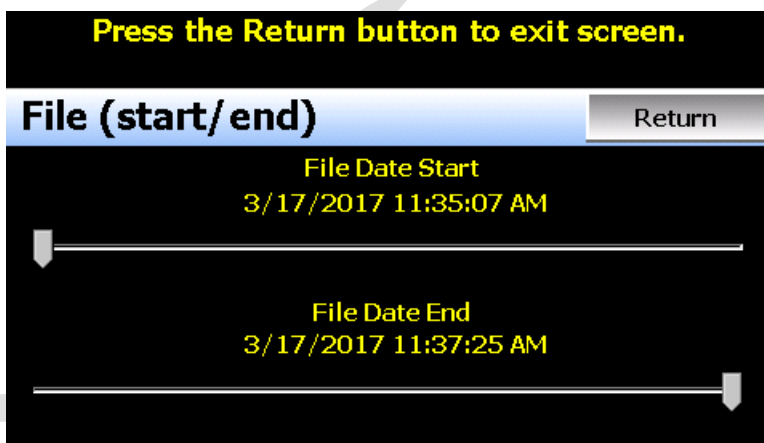 Press the Return button to exit screen.
File (start/end)
Return
File Date Start
3/17/2017 11:35:07 AM
File Date End
3/17/2017 11:37:25 AM